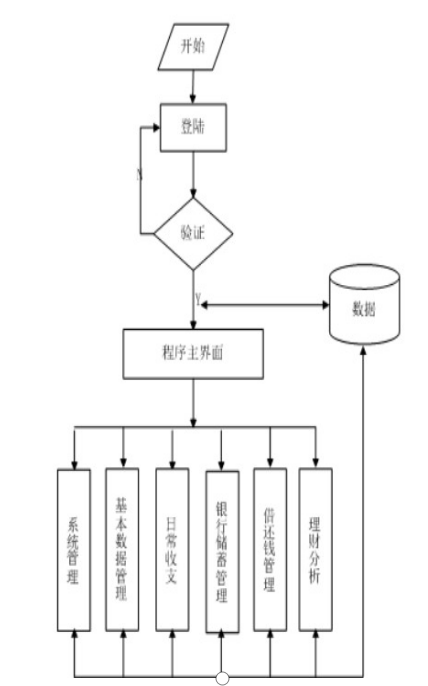 开始
登陆
N
验证
Y
数据
程序主界面
系统管理
基本数据管理
日常收支
银行储蓄管理
借还钱管理
理财分析